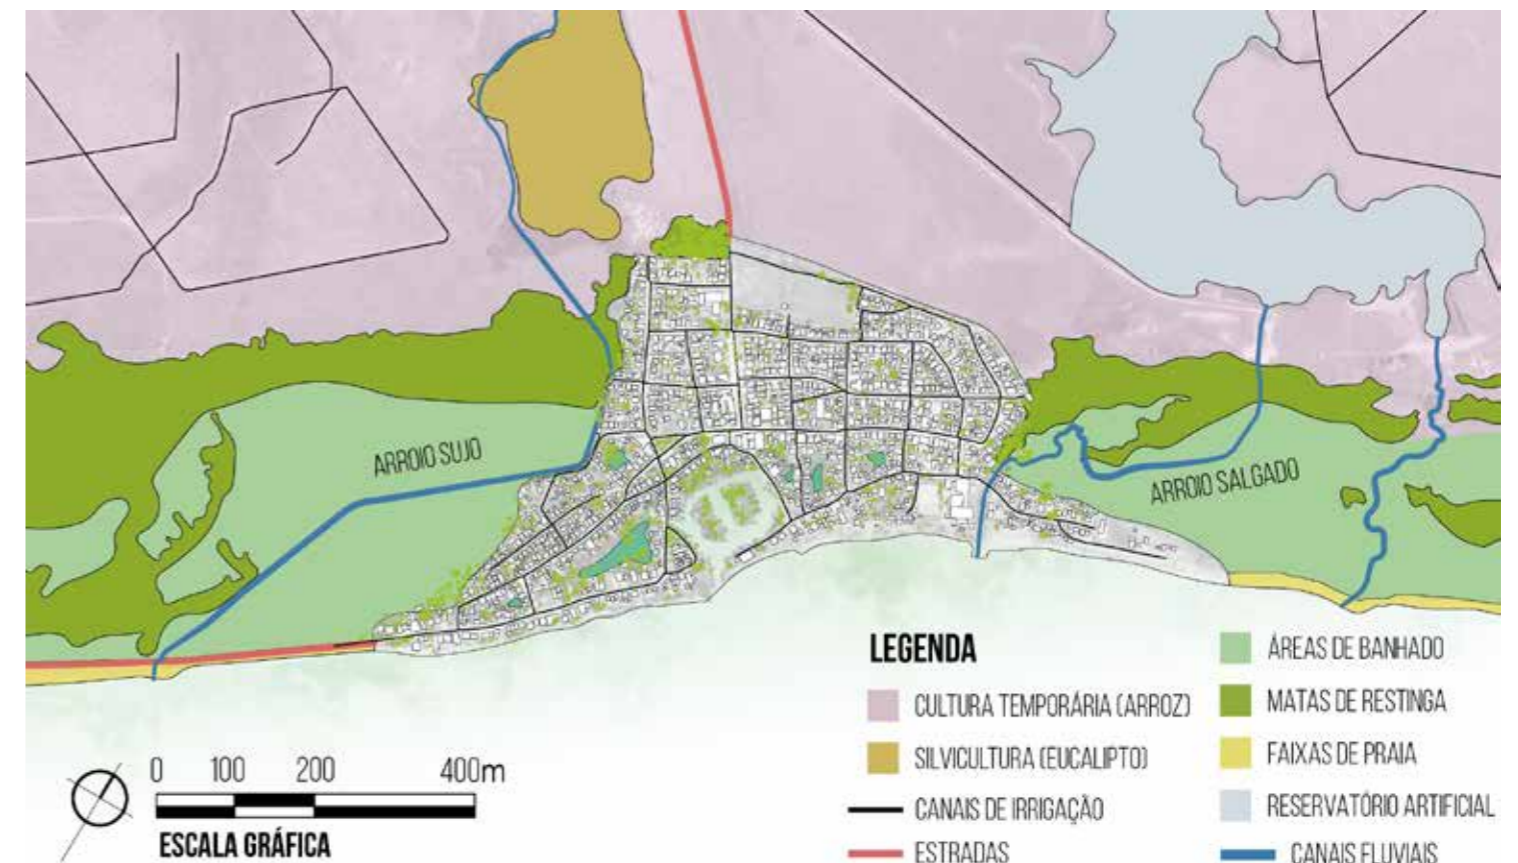 ARROIO SUJO
ARROIO SALGADO
0 100 200 400m
ESCALA GRÁFICA
LEGENDA
CULTURA TEMPORÁRIA (ARROZ)
SILVICULTURA (EUCALIPTO)
CANAIS DE IRRIGAÇÃO
ESTRADAS
ÁREAS DE BANHADO
MATAS DE RESTINGA
FAIXAS DE PRAIA
RESERVATÓRIO ARTIFICIAL
CANAIS FLUVIAIS